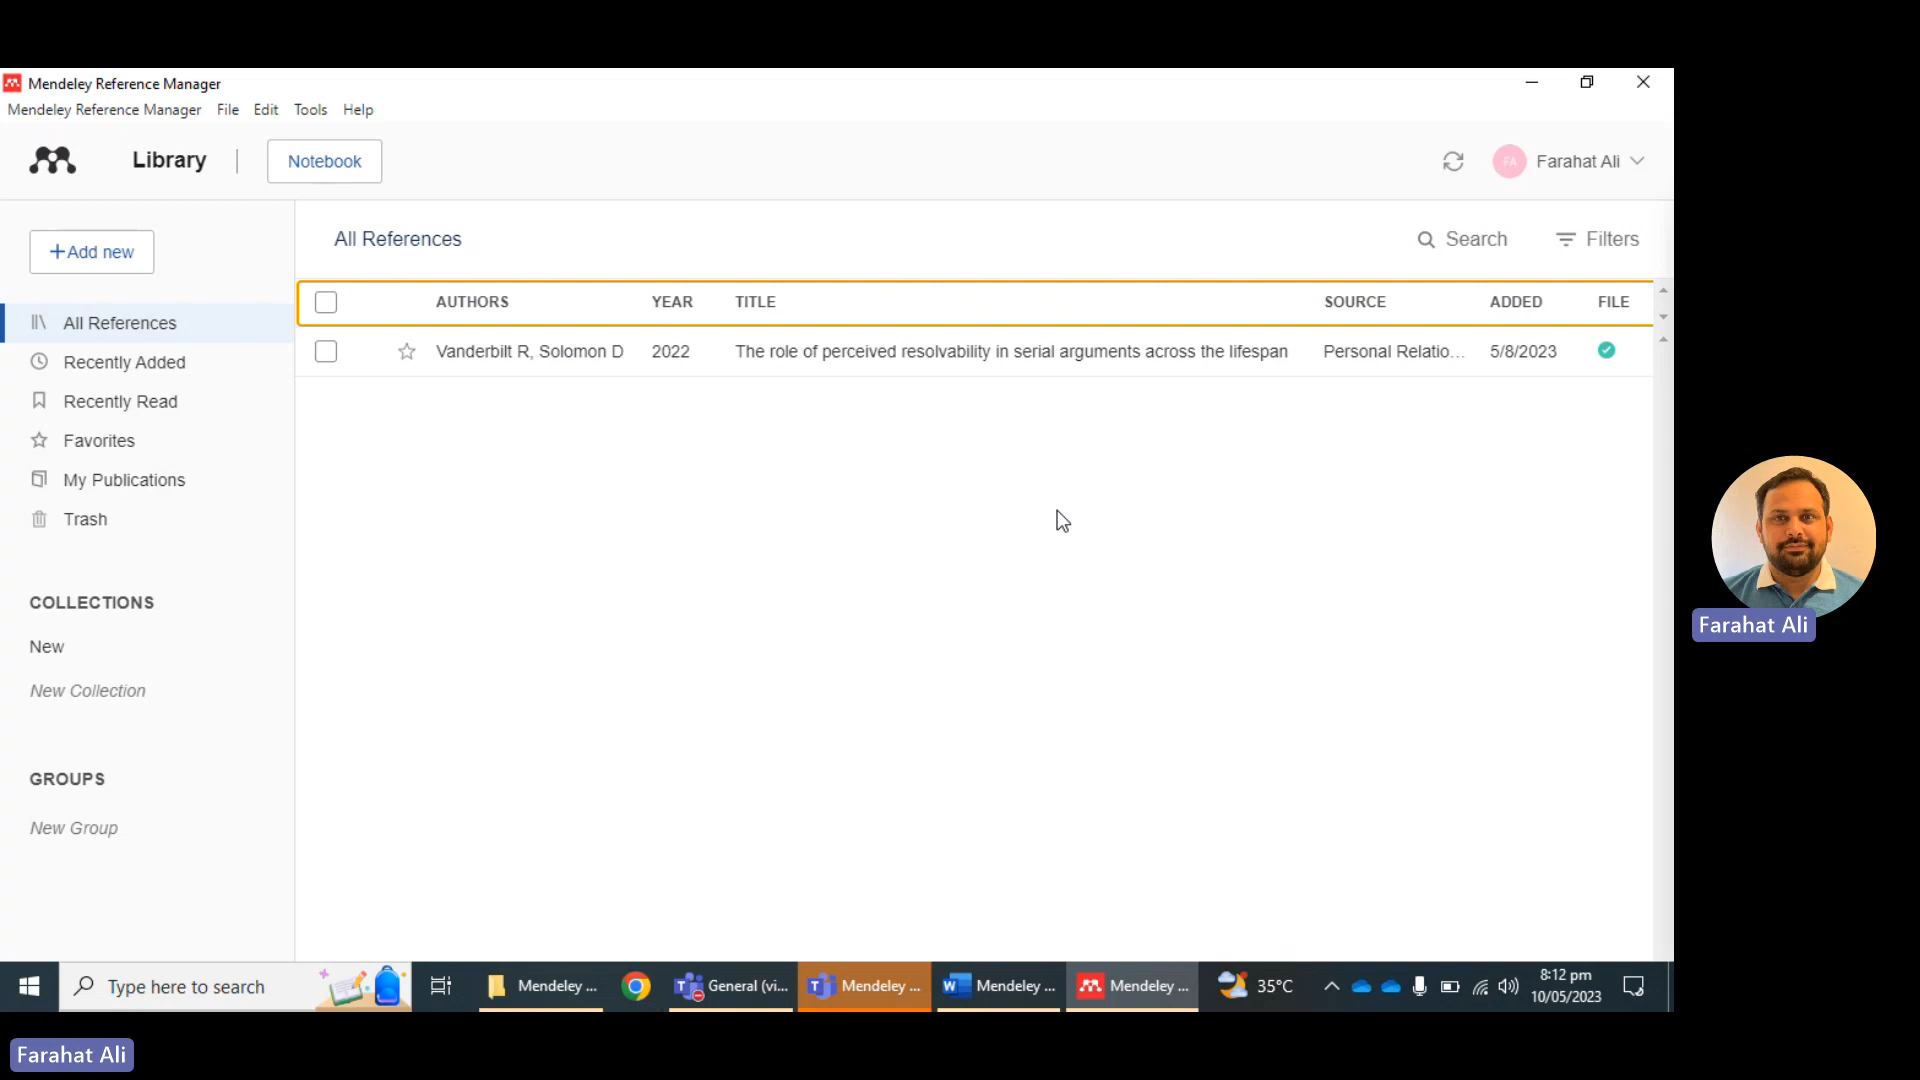 Mendeley Reference Manager
Mendeley Reference Manager File Edit Tools Help
Library | Notebook
FA Farahat Ali
+Add new
All References
Search Filters
AUTHORS YEAR TITLE SOURCE ADDED FILE
Vanderbilt R, Solomon D 2022 The role of perceived resolvability in serial arguments across the lifespan Personal Relatio... 5/8/2023
All References
Recently Added
Recently Read
Favorites
My Publications
Trash
COLLECTIONS
New
New Collection
GROUPS
New Group
Farahat Ali
Type here to search
Mendeley ...
General (vi...
Mendeley ...
Mendeley ...
Mendeley ...
35°C
8:12 pm
10/05/2023
Farahat Ali